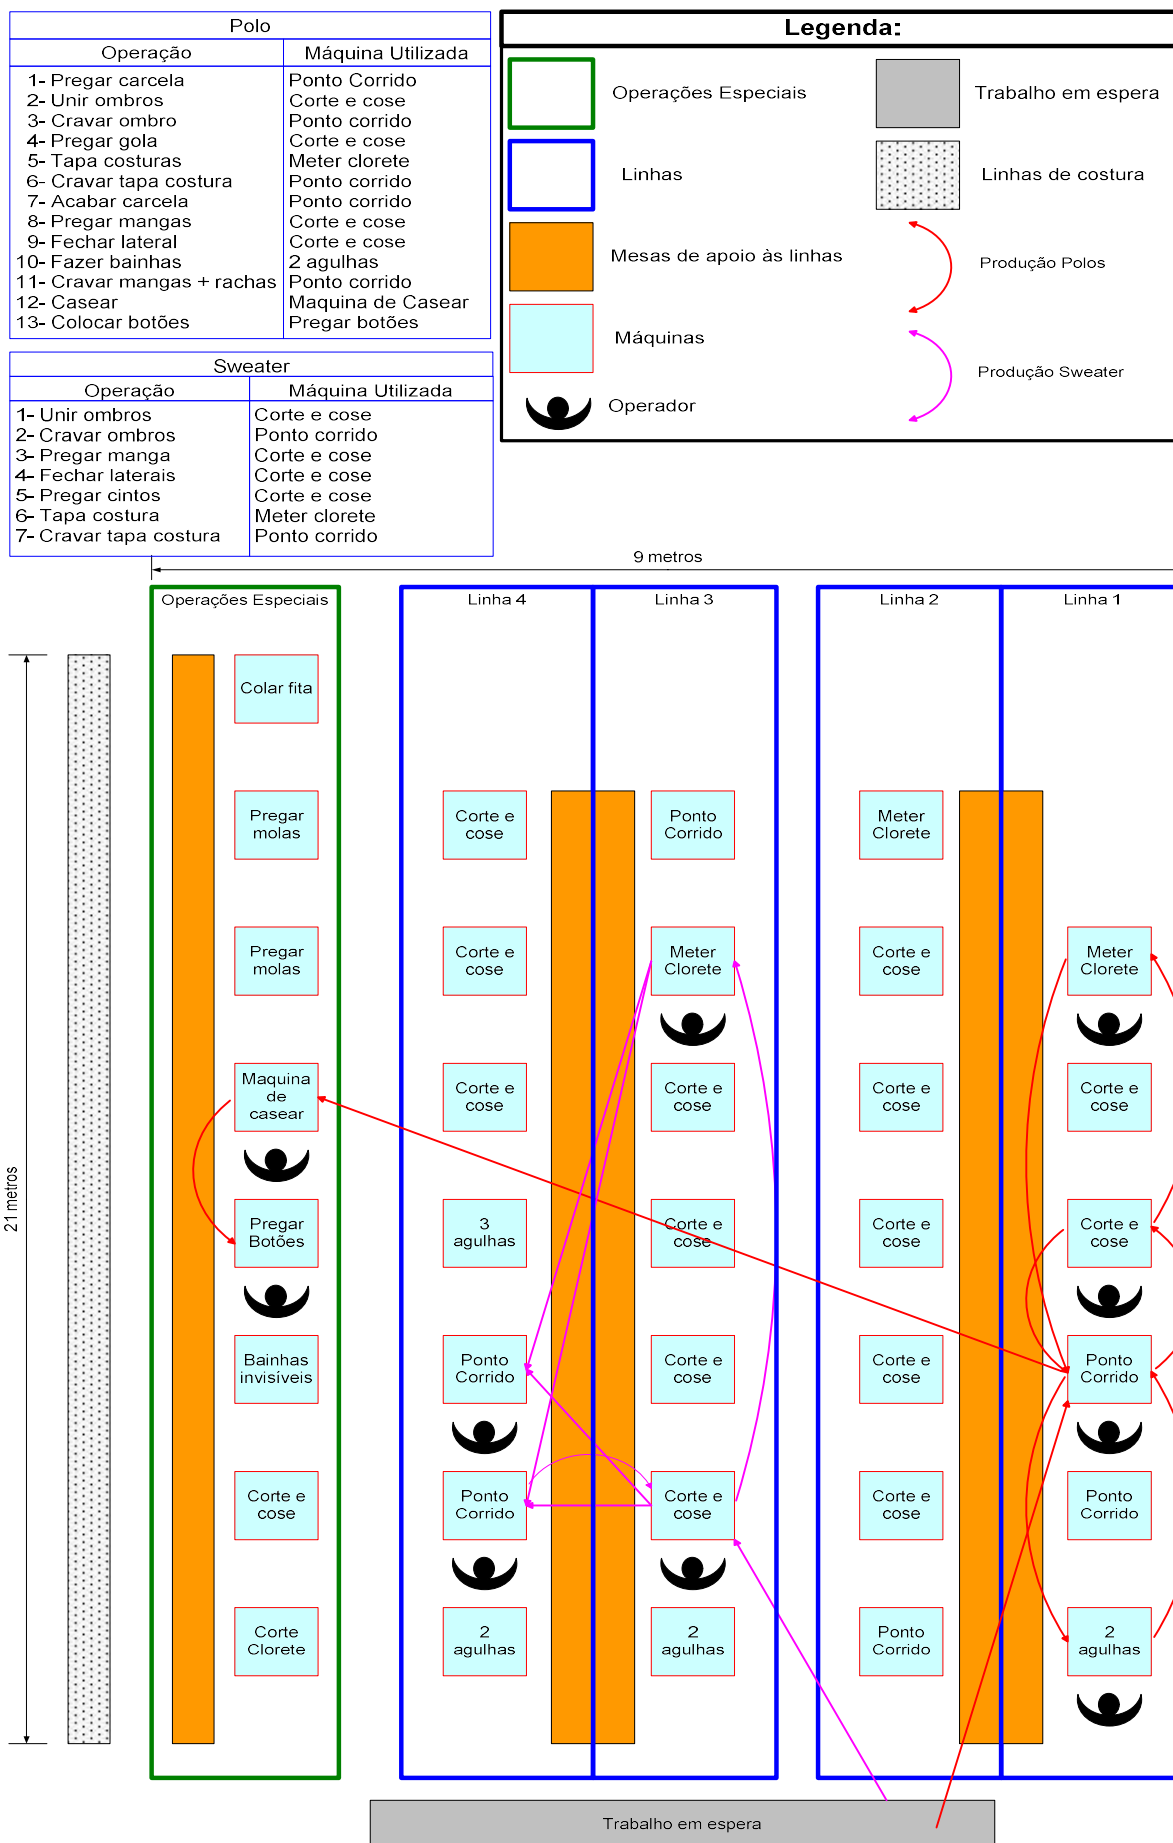 Polo
Operação Máquina Utilizada
1- Pregar carcela Ponto Corrido
2- Unir ombros Corte e cose
3- Cravar ombro Ponto corrido
4- Pregar gola Corte e cose
5- Tapa costuras Meter clorete
6- Cravar tapa costura Ponto corrido
7- Acabar carcela Ponto corrido
8- Pregar mangas Corte e cose
9- Fechar lateral Corte e cose
10- Fazer bainhas 2 agulhas
11- Cravar mangas + rachas Ponto corrido
12- Casear Maquina de Casear
13- Colocar botões Pregar botões
Sweater
Operação Máquina Utilizada
1- Unir ombros Corte e cose
2- Cravar ombros Ponto corrido
3- Pregar manga Corte e cose
4- Fechar laterais Corte e cose
5- Pregar cintos Corte e cose
6- Tapa costura Meter clorete
7- Cravar tapa costura Ponto corrido
Legenda:
Operações Especiais
Trabalho em espera
Linhas
Linhas de costura
Mesas de apoio às linhas
Produção Polos
Máquinas
Produção Sweater
Operador
9 metros
21 metros
Operações Especiais
Colar fita
Pregar
molas
Pregar
molas
Maquina
de
casear
Pregar
Botões
Bainhas
invisíveis
Corte e
cose
Corte
Clorete
Linha 4
Corte e
cose
Corte e
cose
Corte e
cose
3
agulhas
Ponto
Corrido
Ponto
Corrido
2
agulhas
Linha 3
Ponto
Corrido
Meter
Clorete
Corte e
cose
Corte e
cose
Corte e
cose
Corte e
cose
2
agulhas
Linha 2
Meter
Clorete
Corte e
cose
Corte e
cose
Corte e
cose
Corte e
cose
Corte e
cose
Ponto
Corrido
Linha 1
Meter
Clorete
Corte e
cose
Corte e
cose
Ponto
Corrido
Ponto
Corrido
2
agulhas
Trabalho em espera